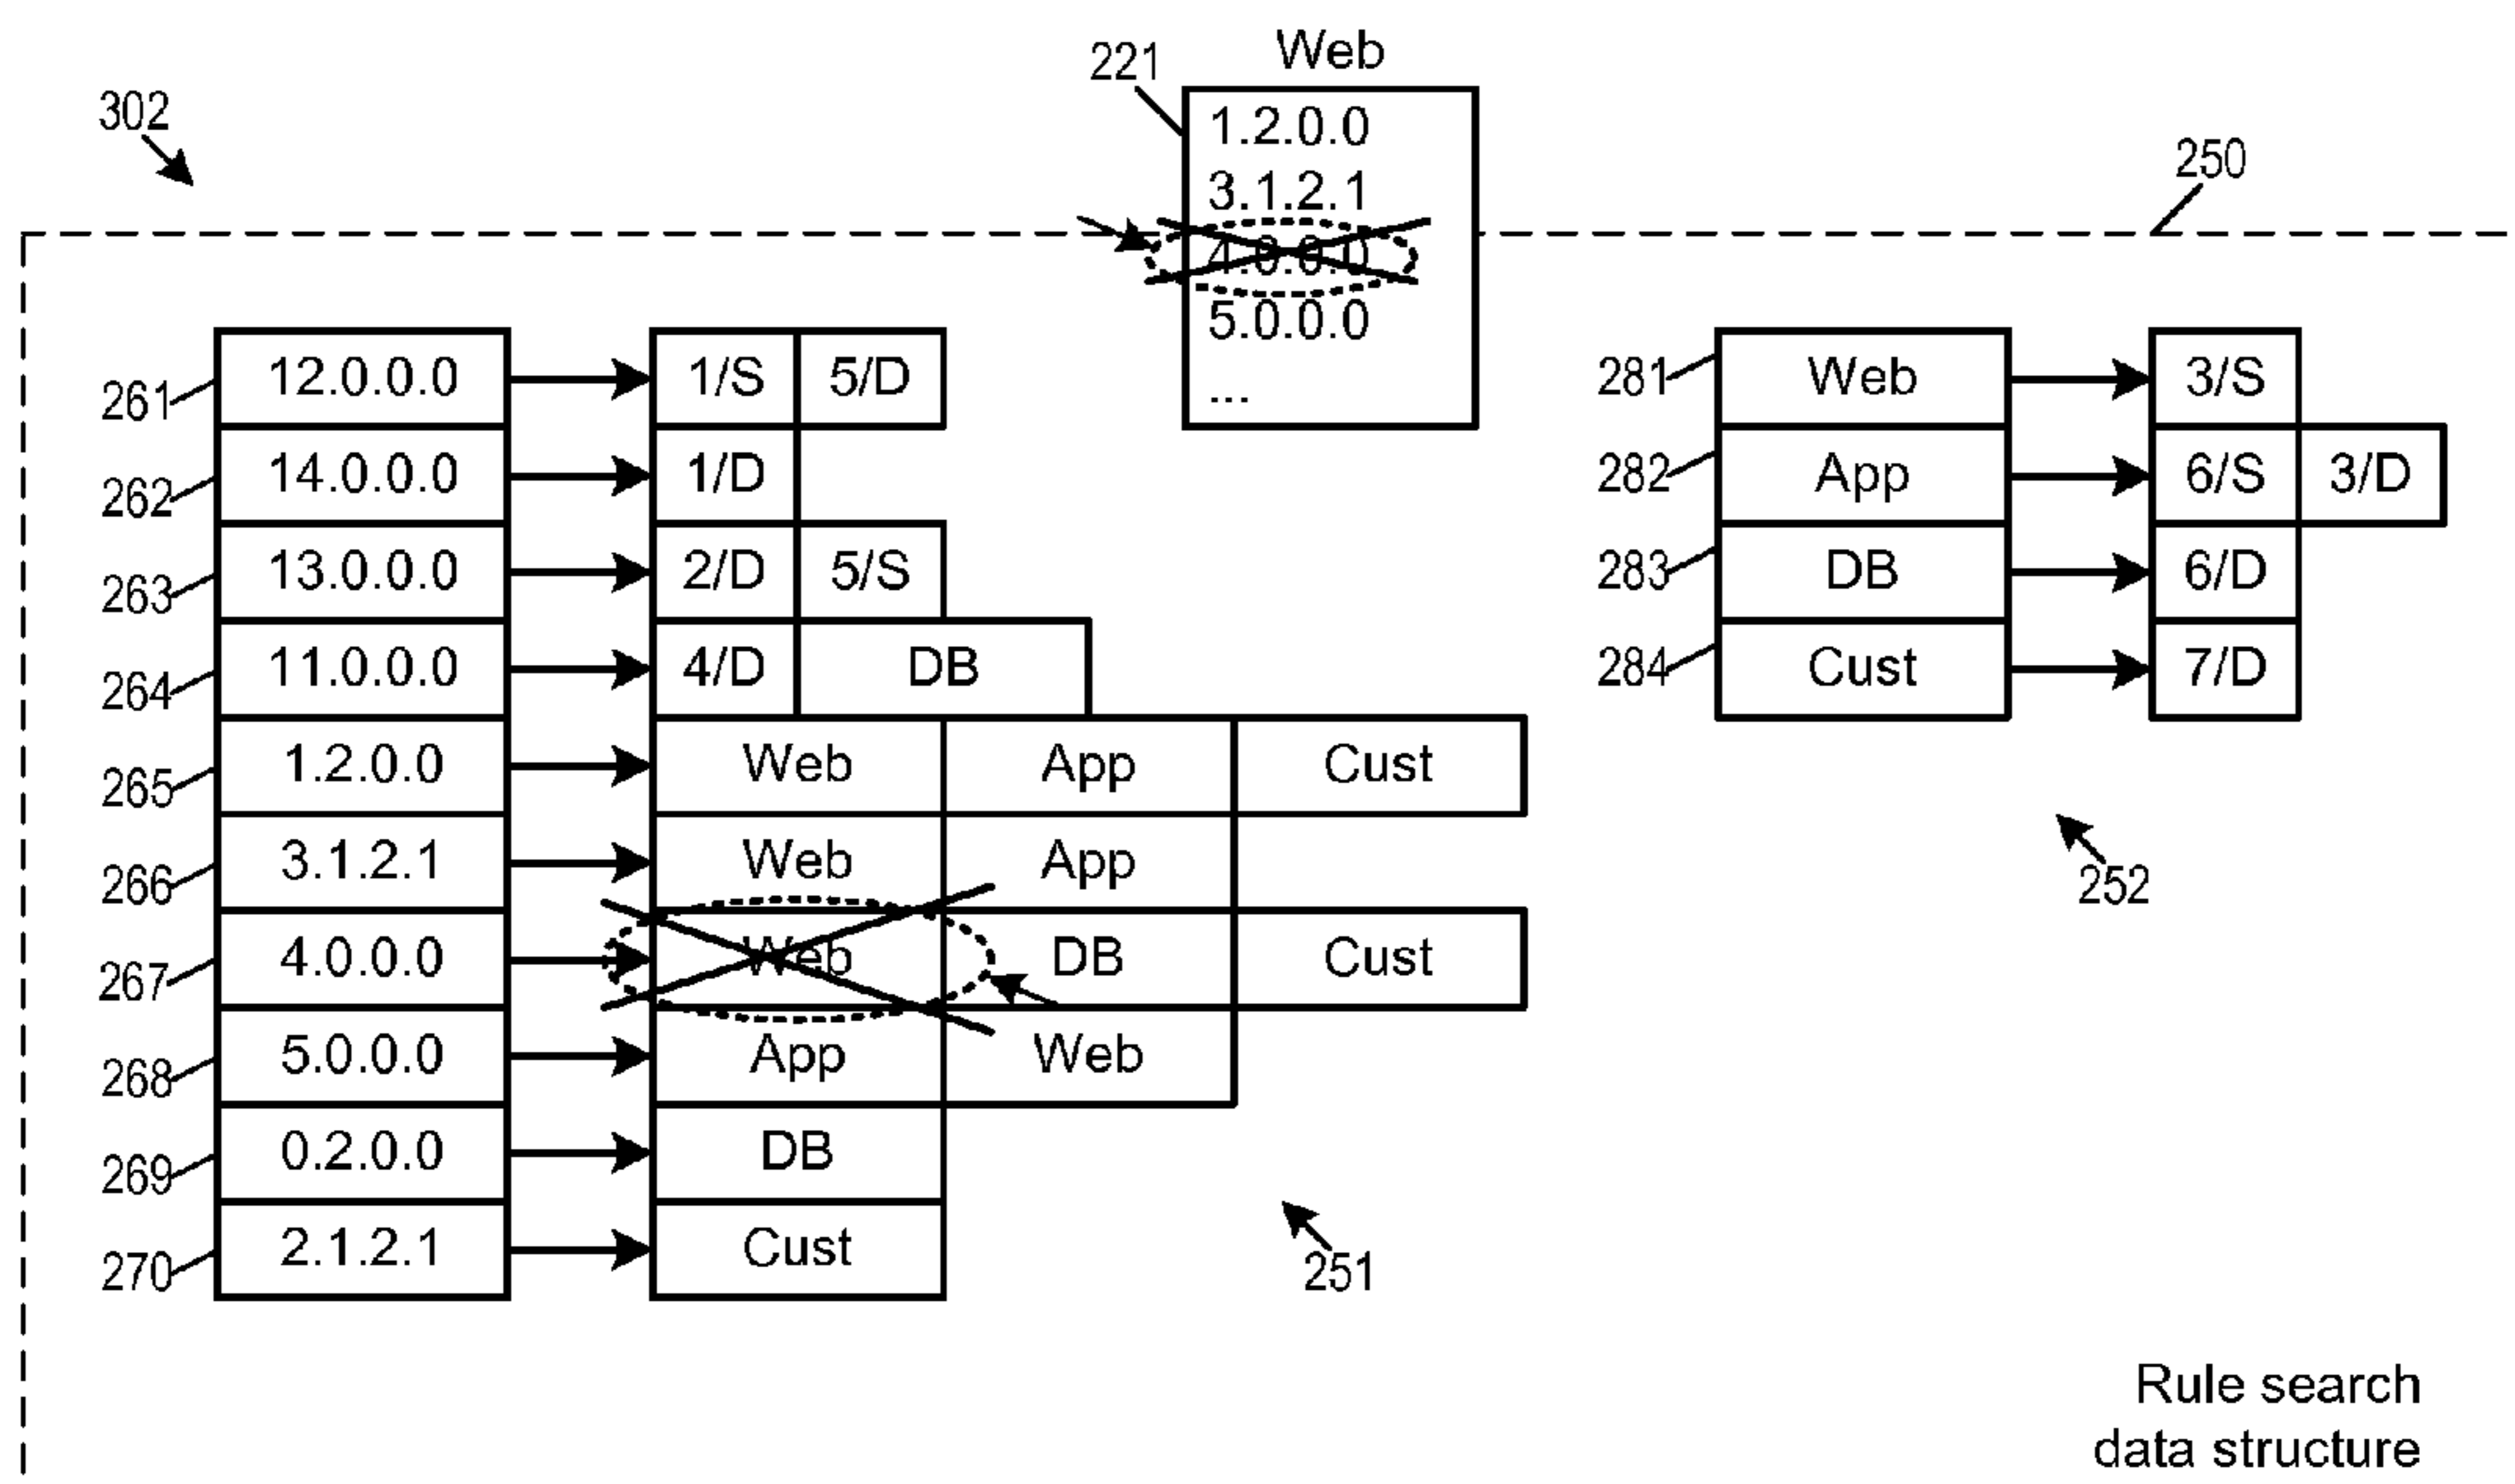 Web
221
302
1.2.0.0
3.1.2.1
4.0.0.0
5.0.0.0
...
250
261 12.0.0.0 1/S 5/D
262 14.0.0.0 1/D
263 13.0.0.0 2/D 5/S
264 11.0.0.0 4/D DB
265 1.2.0.0 Web App Cust
266 3.1.2.1 Web App
267 4.0.0.0 Web DB Cust
268 5.0.0.0 App Web
269 0.2.0.0 DB
270 2.1.2.1 Cust
251
281 Web 3/S
282 App 6/S 3/D
283 DB 6/D
284 Cust 7/D
252
Rule search
data structure